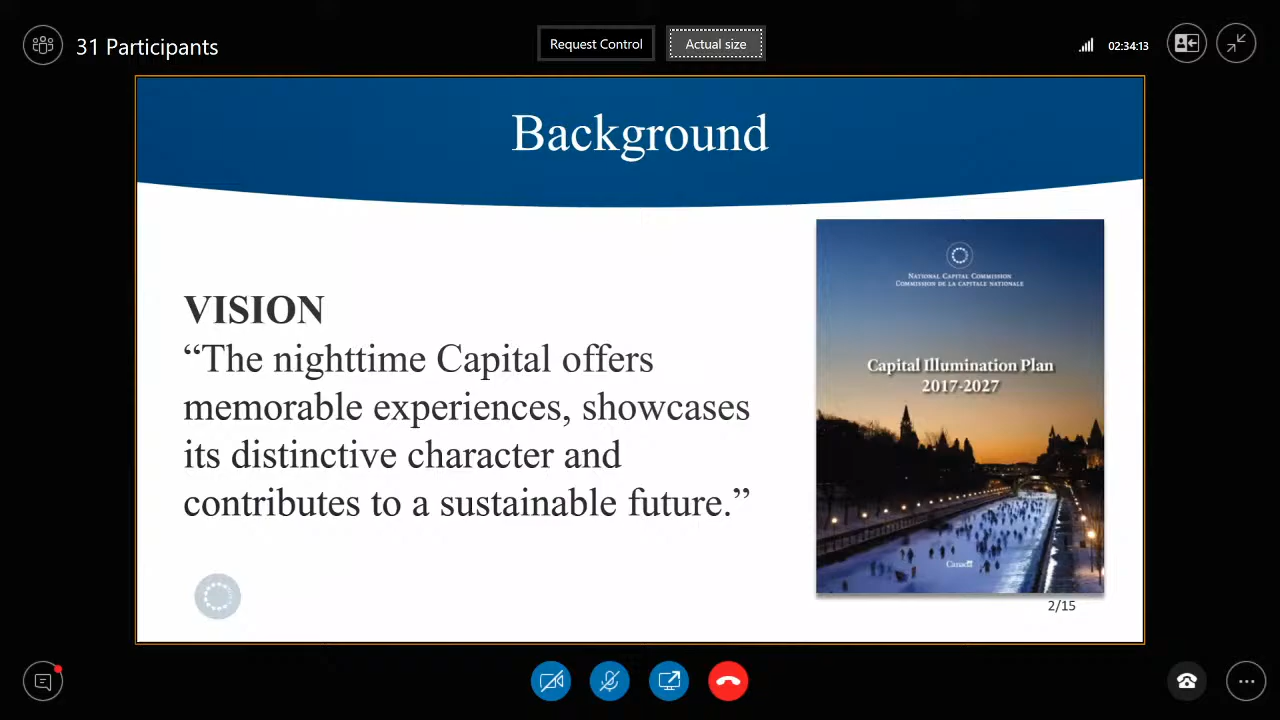 31 Participants
Request Control
Actual size
02:34:13
Background
VISION
“The nighttime Capital offers
memorable experiences, showcases
its distinctive character and
contributes to a sustainable future.”
NATIONAL CAPITAL COMMISSION
COMMISSION DE LA CAPITALE NATIONALE
Capital Illumination Plan
2017-2027
Canada
2/15